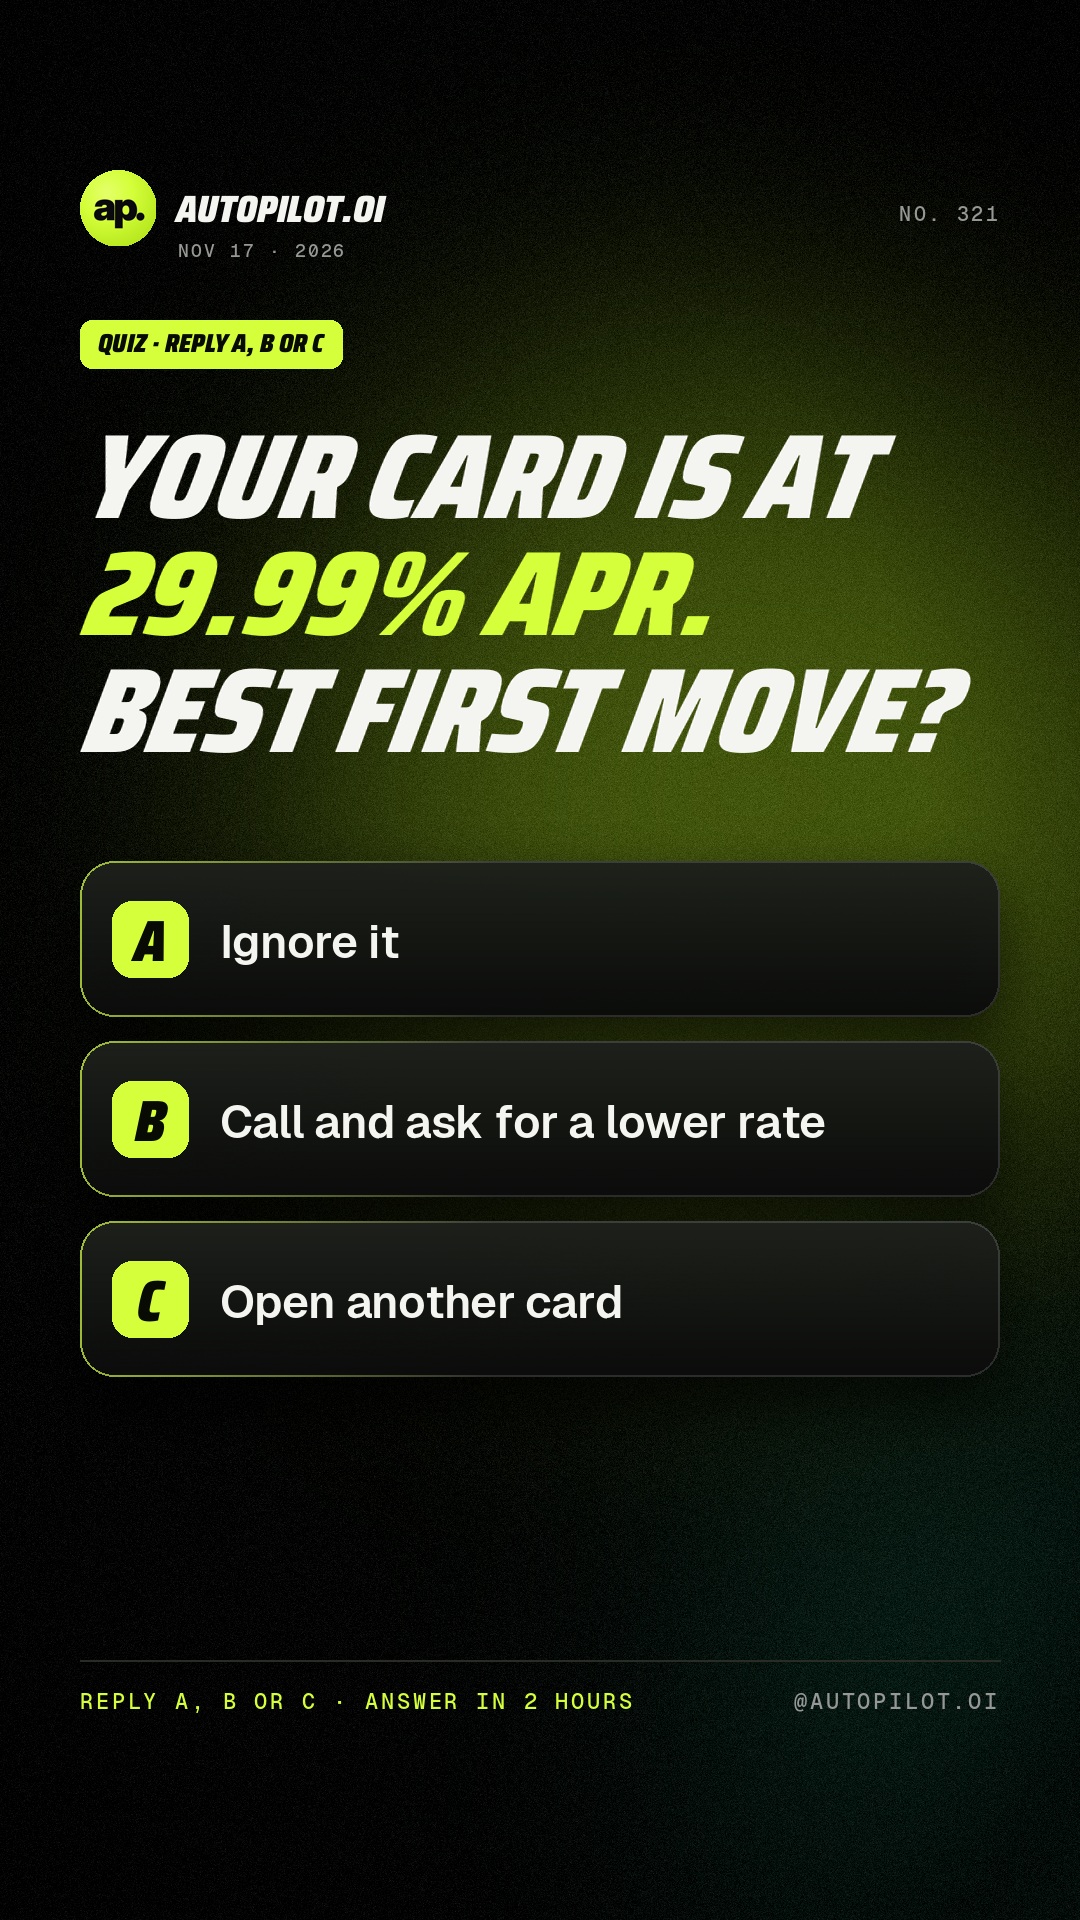 ap.
AUTOPILOT.OI
NO. 321
NOV 17 · 2026
QUIZ · REPLY A, B OR C
YOUR CARD IS AT
29.99% APR.
BEST FIRST MOVE?
A Ignore it
B Call and ask for a lower rate
C Open another card
REPLY A, B OR C · ANSWER IN 2 HOURS
@AUTOPILOT.OI